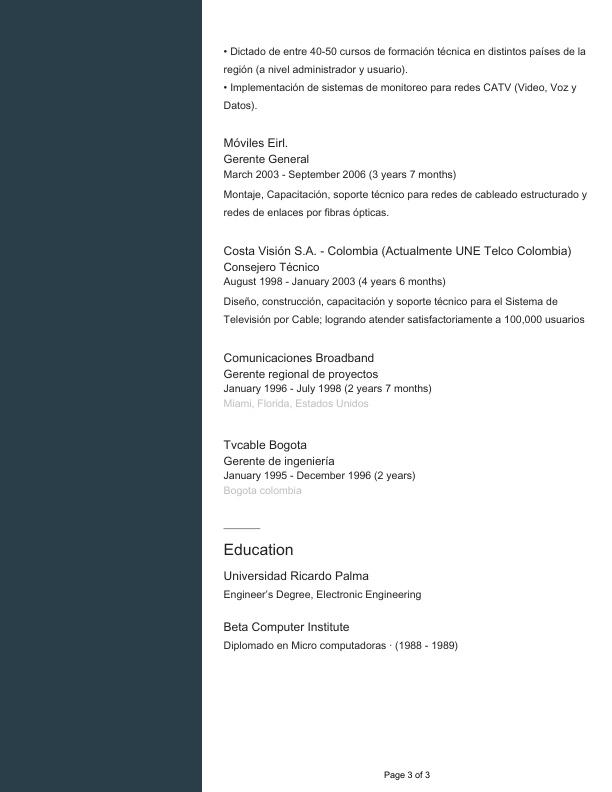 • Dictado de entre 40-50 cursos de formación técnica en distintos países de la
región (a nivel administrador y usuario).
• Implementación de sistemas de monitoreo para redes CATV (Video, Voz y
Datos).
Móviles Eirl.
Gerente General
March 2003 - September 2006 (3 years 7 months)
Montaje, Capacitación, soporte técnico para redes de cableado estructurado y
redes de enlaces por fibras ópticas.
Costa Visión S.A. - Colombia (Actualmente UNE Telco Colombia)
Consejero Técnico
August 1998 - January 2003 (4 years 6 months)
Diseño, construcción, capacitación y soporte técnico para el Sistema de
Televisión por Cable; logrando atender satisfactoriamente a 100,000 usuarios
Comunicaciones Broadband
Gerente regional de proyectos
January 1996 - July 1998 (2 years 7 months)
Miami, Florida, Estados Unidos
Tvcable Bogota
Gerente de ingeniería
January 1995 - December 1996 (2 years)
Bogota colombia
Education
Universidad Ricardo Palma
Engineer's Degree, Electronic Engineering
Beta Computer Institute
Diplomado en Micro computadoras · (1988 - 1989)
Page 3 of 3